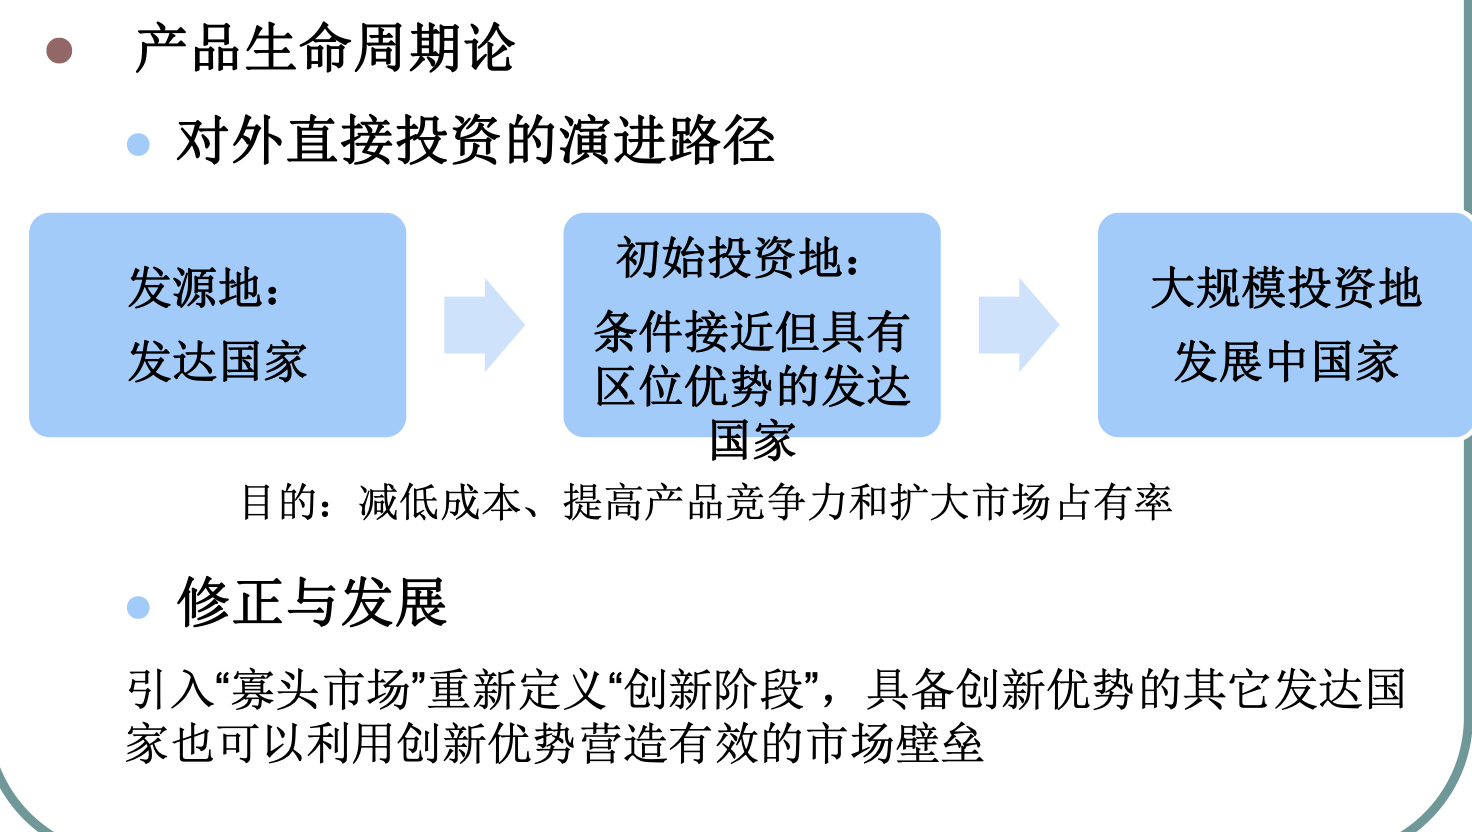 产品生命周期论
对外直接投资的演进路径
发源地：
发达国家
初始投资地：
条件接近但具有
区位优势的发达
国家
大规模投资地
发展中国家
目的：减低成本、提高产品竞争力和扩大市场占有率
修正与发展
引入“寡头市场”重新定义“创新阶段”，具备创新优势的其它发达国
家也可以利用创新优势营造有效的市场壁垒